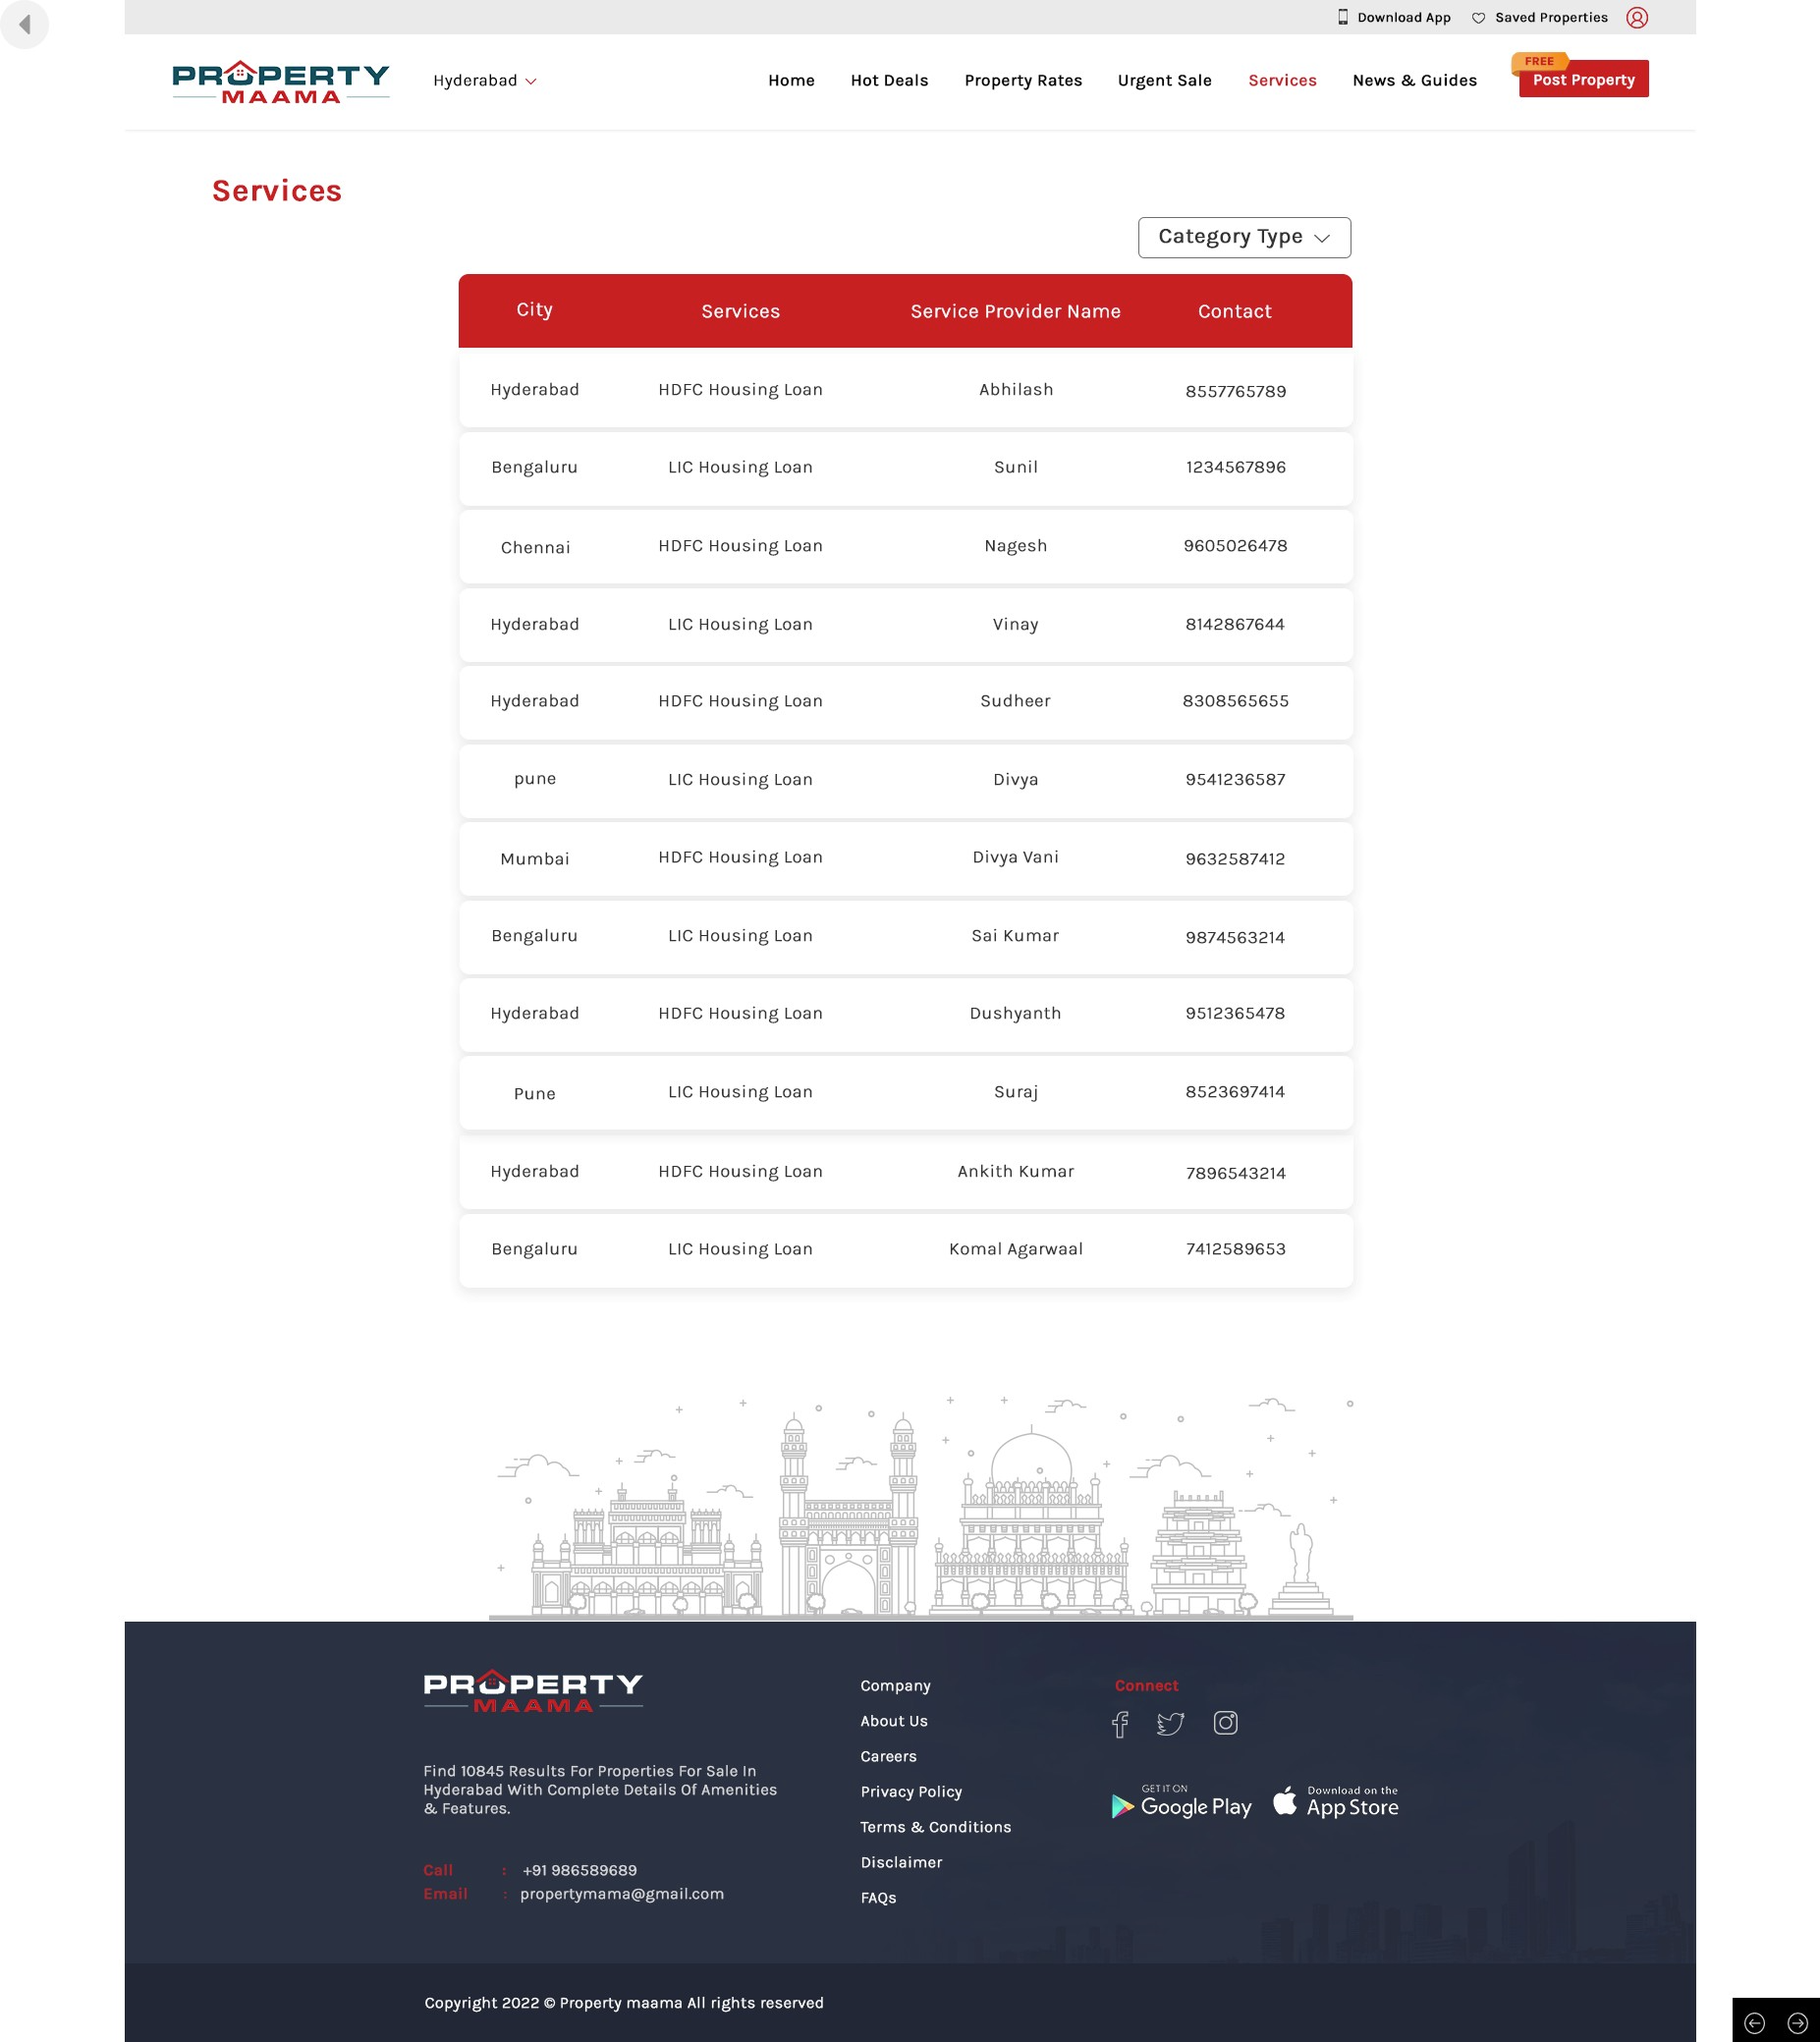 Download App Saved Properties
PROPERTY
MAAMA
Hyderabad
Home Hot Deals Property Rates Urgent Sale Services News & Guides
FREE
Post Property
Services
Category Type
City Services Service Provider Name Contact
Hyderabad HDFC Housing Loan Abhilash 8557765789
Bengaluru LIC Housing Loan Sunil 1234567896
Chennai HDFC Housing Loan Nagesh 9605026478
Hyderabad LIC Housing Loan Vinay 8142867644
Hyderabad HDFC Housing Loan Sudheer 8308565655
pune LIC Housing Loan Divya 9541236587
Mumbai HDFC Housing Loan Divya Vani 9632587412
Bengaluru LIC Housing Loan Sai Kumar 9874563214
Hyderabad HDFC Housing Loan Dushyanth 9512365478
Pune LIC Housing Loan Suraj 8523697414
Hyderabad HDFC Housing Loan Ankith Kumar 7896543214
Bengaluru LIC Housing Loan Komal Agarwaal 7412589653
PROPERTY
MAAMA
Find 10845 Results For Properties For Sale In
Hyderabad With Complete Details Of Amenities
& Features.
Call : +91 986589689
Email : propertymama@gmail.com
Company
About Us
Careers
Privacy Policy
Terms & Conditions
Disclaimer
FAQs
Connect
GET IT ON
Google Play
Download on the
App Store
Copyright 2022 © Property maama All rights reserved